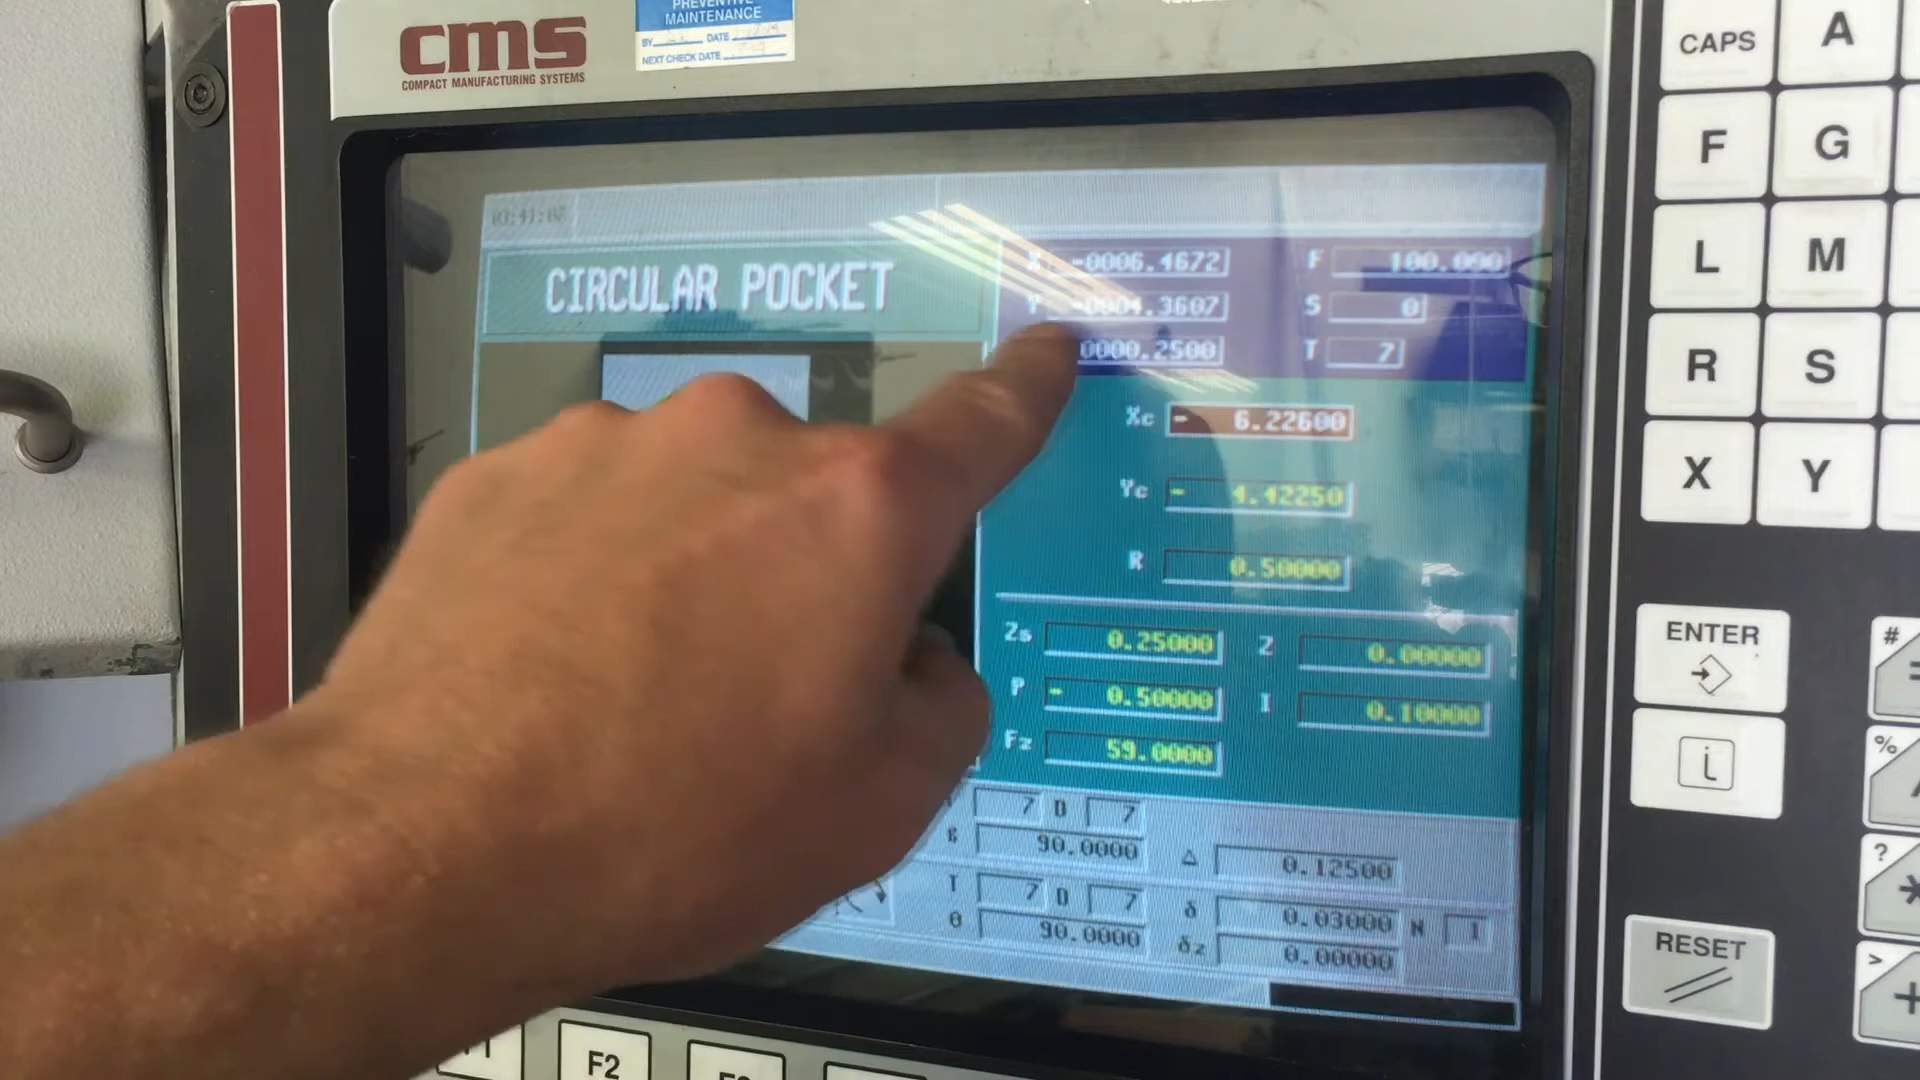 cms
COMPACT MANUFACTURING SYSTEMS
PREVENTIVE
MAINTENANCE
BY DATE
NEXT CHECK DATE
CIRCULAR POCKET
X -0006.4672 F 100.000
Y -0004.3607 S 0
0000.2500 T 7
Xc - 6.22600
Yc - 4.42250
R 0.50000
Zs 0.25000 Z 0.00000
P - 0.50000 I 0.10000
Fz 59.0000
7 D 7
90.0000 Δ 0.12500
T 7 D 7 δ 0.03000 N 1
θ 90.0000 δz 0.00000
CAPS A
F G
L M
R S
X Y
ENTER
i
RESET
#
=
%
?
*
>
+
F1 F2